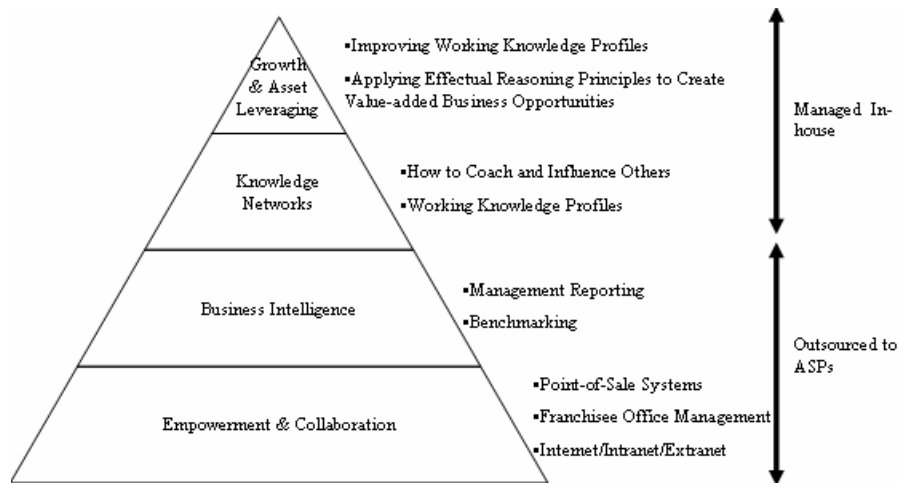 Growth
& Asset
Leveraging
▪Improving Working Knowledge Profiles
▪Applying Effectual Reasoning Principles to Create
Value-added Business Opportunities
Managed In-
house
Knowledge
Networks
▪How to Coach and Influence Others
▪Working Knowledge Profiles
Business Intelligence
▪Management Reporting
▪Benchmarking
Outsourced to
ASPs
Empowerment & Collaboration
▪Point-of-Sale Systems
▪Franchisee Office Management
▪Internet/Intranet/Extranet